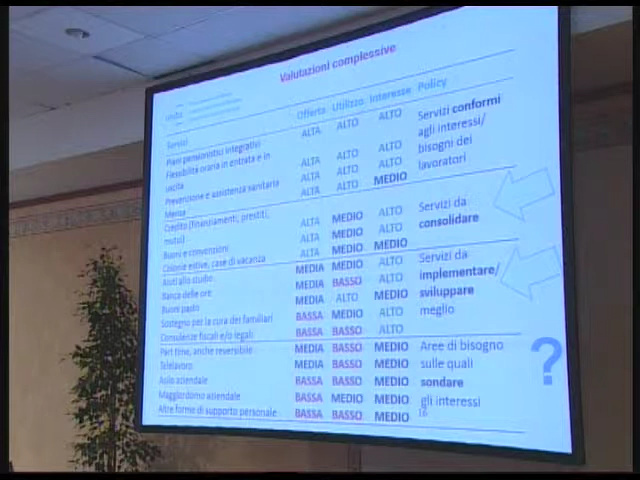 Valutazioni complessive
Servizi Offerta Utilizzo Interesse Policy
Piani pensionistici integrativi ALTA ALTO ALTO Servizi conformi
Flessibilità oraria in entrata e in agli interessi/
uscita ALTA ALTO ALTO bisogni dei
Prevenzione e assistenza sanitaria ALTA ALTO ALTO lavoratori
Mensa ALTA ALTO MEDIO
Credito (finanziamenti, prestiti, Servizi da
mutui) ALTA MEDIO ALTO consolidare
Buoni e convenzioni ALTA MEDIO ALTO
Colonie estive, case di vacanza ALTA MEDIO MEDIO
Aiuti allo studio MEDIA MEDIO ALTO Servizi da
Banca delle ore MEDIA BASSO ALTO implementare/
Buoni pasto MEDIA ALTO MEDIO sviluppare
Sostegno per la cura dei familiari BASSA MEDIO ALTO meglio
Consulenze fiscali e/o legali BASSA BASSO ALTO
Part time, anche reversibile MEDIA BASSO MEDIO Aree di bisogno
Telelavoro MEDIA BASSO MEDIO sulle quali
Asilo aziendale BASSA BASSO MEDIO sondare
Maggiordomo aziendale BASSA MEDIO MEDIO gli interessi
Altre forme di supporto personale BASSA BASSO MEDIO
16
?